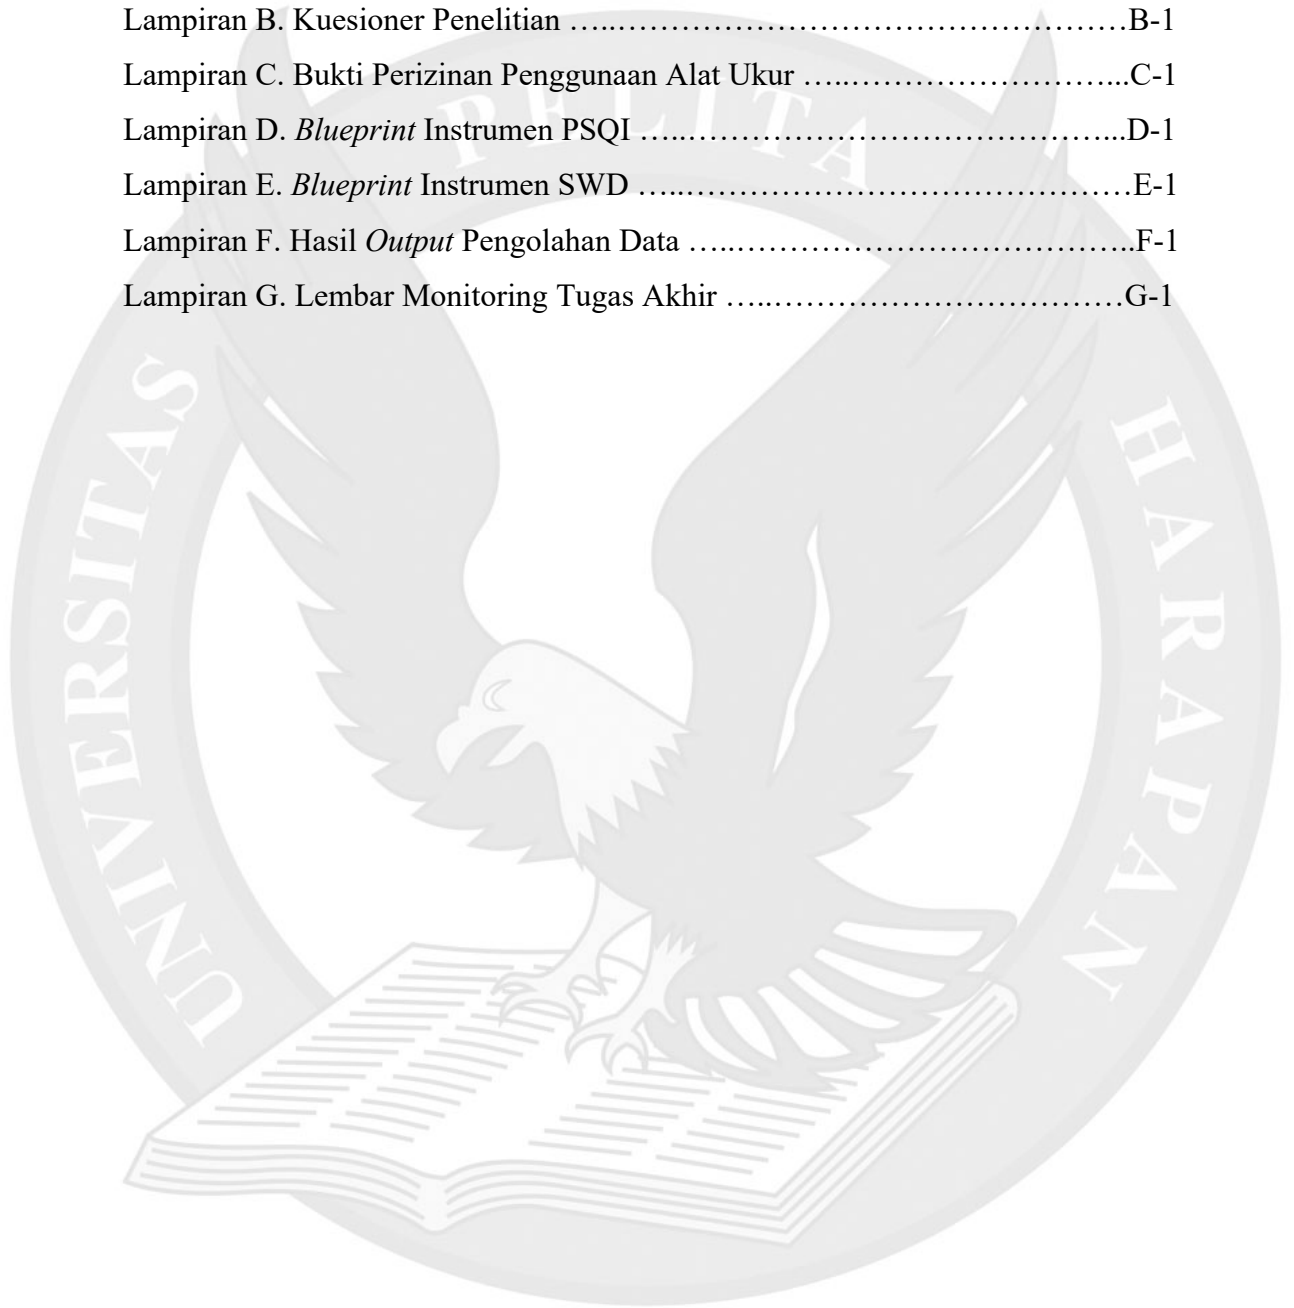 Lampiran B. Kuesioner Penelitian …..……………………………………………B-1
Lampiran C. Bukti Perizinan Penggunaan Alat Ukur …..……………………...C-1
Lampiran D. Blueprint Instrumen PSQI …..…………………………………...D-1
Lampiran E. Blueprint Instrumen SWD …..……………………………………E-1
Lampiran F. Hasil Output Pengolahan Data …..………………………………..F-1
Lampiran G. Lembar Monitoring Tugas Akhir …..……………………………G-1
UNIVERSITAS
PELITA
HARAPAN